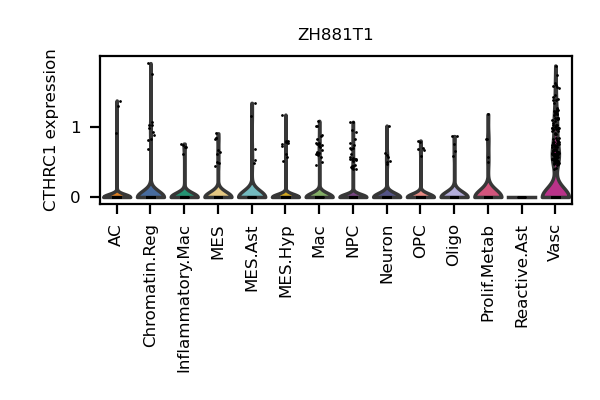 ZH881T1
CTHRC1 expression
1
0
AC
Chromatin.Reg
Inflammatory.Mac
MES
MES.Ast
MES.Hyp
Mac
NPC
Neuron
OPC
Oligo
Prolif.Metab
Reactive.Ast
Vasc